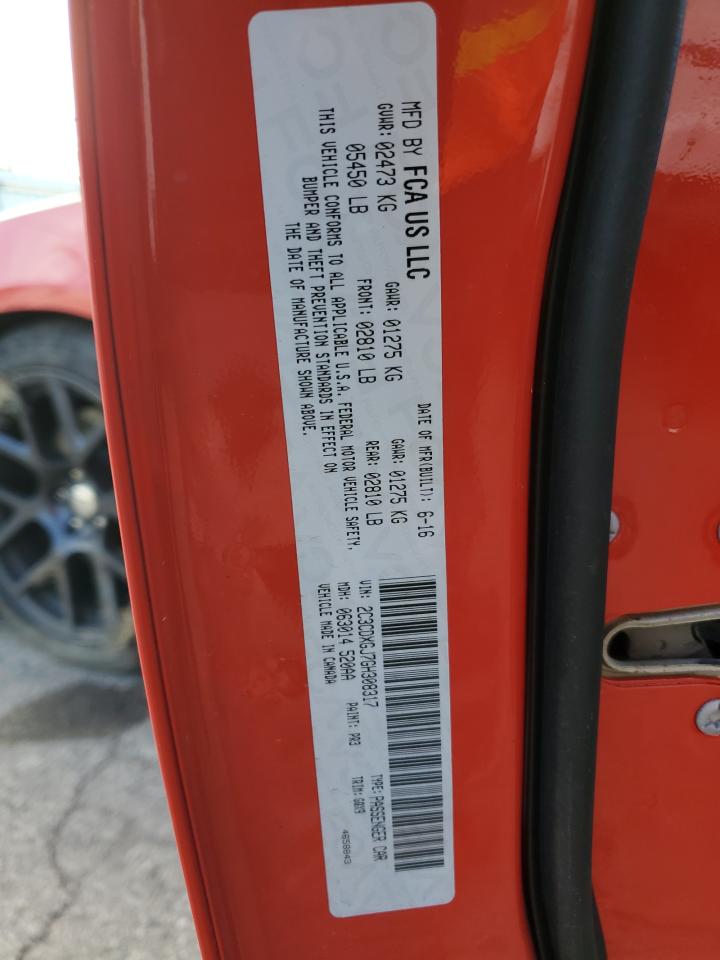 MFD BY FCA US LLC
DATE OF MFR(BUILT): 6-16
GVWR: 02473 KG GAWR: 01275 KG GAWR: 01275 KG
05450 LB FRONT: 02810 LB REAR: 02810 LB
THIS VEHICLE CONFORMS TO ALL APPLICABLE U.S.A. FEDERAL MOTOR VEHICLE SAFETY,
BUMPER AND THEFT PREVENTION STANDARDS IN EFFECT ON
THE DATE OF MANUFACTURE SHOWN ABOVE.
VIN: 2C3CDXGJ7GH308317 TYPE: PASSENGER CAR
MDH: 063014 520AA PAINT: PR3 TRIM: GQX9
VEHICLE MADE IN CANADA